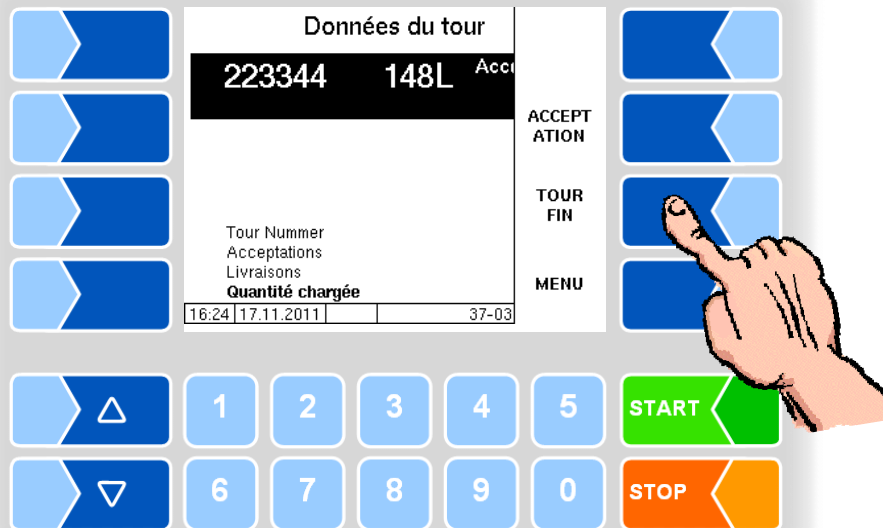 Données du tour
223344 148L
ACCEPT
ATION
TOUR
FIN
Tour Nummer
Acceptations
Livraisons
Quantité chargée
MENU
16:24 17.11.2011 37-03
1 2 3 4 5 START
6 7 8 9 0 STOP